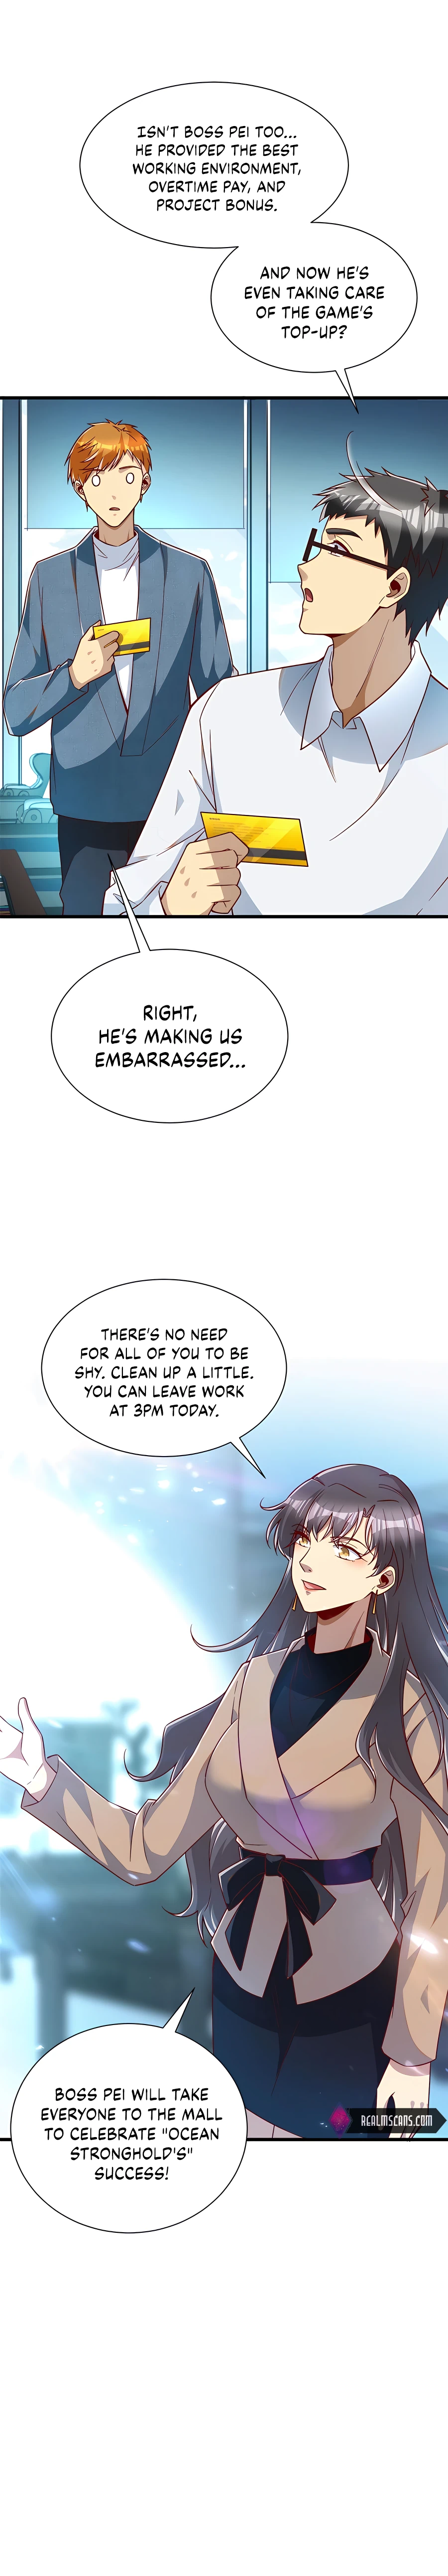 ISN'T BOSS PEI TOO...
HE PROVIDED THE BEST
WORKING ENVIRONMENT,
OVERTIME PAY, AND
PROJECT BONUS.
AND NOW HE'S
EVEN TAKING CARE
OF THE GAME'S
TOP-UP?
RIGHT,
HE'S MAKING US
EMBARRASSED...
THERE'S NO NEED
FOR ALL OF YOU TO BE
SHY. CLEAN UP A LITTLE.
YOU CAN LEAVE WORK
AT 3PM TODAY.
BOSS PEI WILL TAKE
EVERYONE TO THE MALL
TO CELEBRATE "OCEAN
STRONGHOLD'S"
SUCCESS!
REALMSCANS.COM